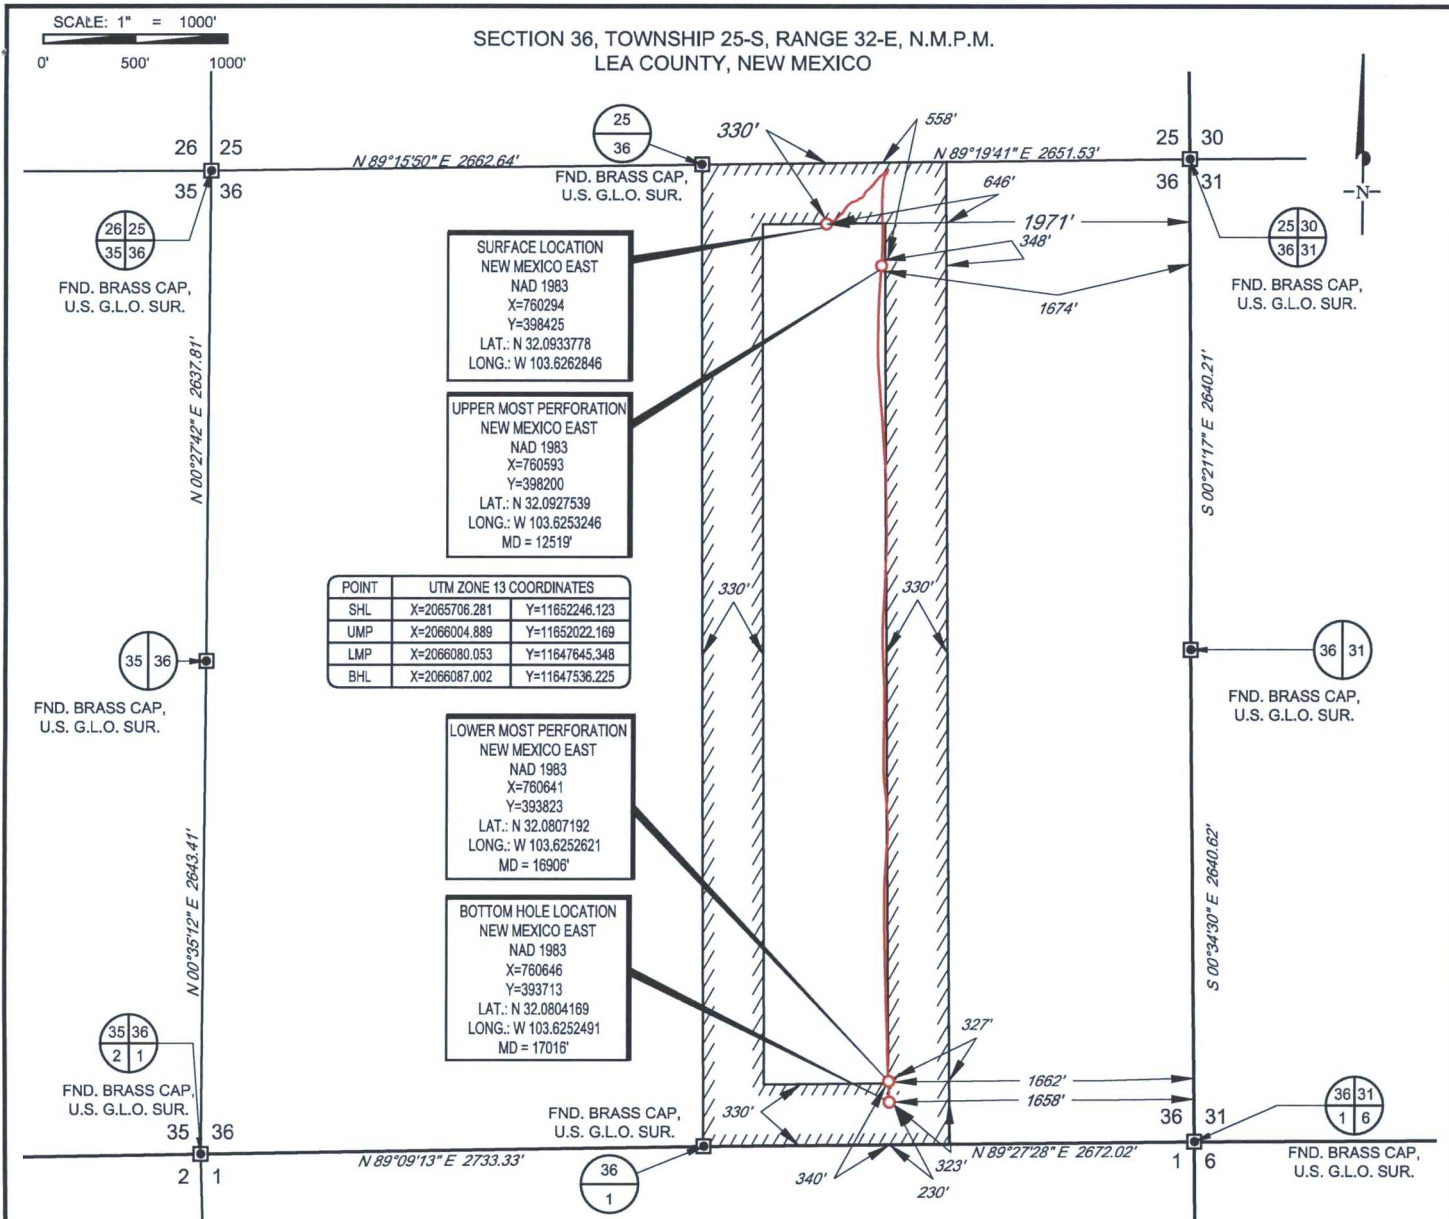 SCALE: 1" = 1000'
0' 500' 1000'
SECTION 36, TOWNSHIP 25-S, RANGE 32-E, N.M.P.M.
LEA COUNTY, NEW MEXICO
26 25
35 36
N 89°15'50" E 2662.64'
25
36
FND. BRASS CAP,
U.S. G.L.O. SUR.
330'
558'
N 89°19'41" E 2651.53'
25 30
36 31
-N-
26 25
35 36
FND. BRASS CAP,
U.S. G.L.O. SUR.
646'
1971'
348'
1674'
25 30
36 31
FND. BRASS CAP,
U.S. G.L.O. SUR.
SURFACE LOCATION
NEW MEXICO EAST
NAD 1983
X=760294
Y=398425
LAT.: N 32.0933778
LONG.: W 103.6262846
N 00°27'42" E 2637.81'
S 00°21'17" E 2640.21'
UPPER MOST PERFORATION
NEW MEXICO EAST
NAD 1983
X=760593
Y=398200
LAT.: N 32.0927539
LONG.: W 103.6253246
MD = 12519'
POINT UTM ZONE 13 COORDINATES
SHL X=2065706.281 Y=11652246.123
UMP X=2066004.889 Y=11652022.169
LMP X=2066080.053 Y=11647645.348
BHL X=2066087.002 Y=11647536.225
330'
330'
35 36
FND. BRASS CAP,
U.S. G.L.O. SUR.
36 31
FND. BRASS CAP,
U.S. G.L.O. SUR.
LOWER MOST PERFORATION
NEW MEXICO EAST
NAD 1983
X=760641
Y=393823
LAT.: N 32.0807192
LONG.: W 103.6252621
MD = 16906'
N 00°35'12" E 2643.41'
S 00°34'30" E 2640.62'
BOTTOM HOLE LOCATION
NEW MEXICO EAST
NAD 1983
X=760646
Y=393713
LAT.: N 32.0804169
LONG.: W 103.6252491
MD = 17016'
35 36
2 1
FND. BRASS CAP,
U.S. G.L.O. SUR.
327'
1662'
1658'
330'
36 31
1 6
FND. BRASS CAP,
U.S. G.L.O. SUR.
FND. BRASS CAP,
U.S. G.L.O. SUR.
36
1
35 36
2 1
N 89°09'13" E 2733.33'
340'
323'
230'
N 89°27'28" E 2672.02'
36 31
1 6